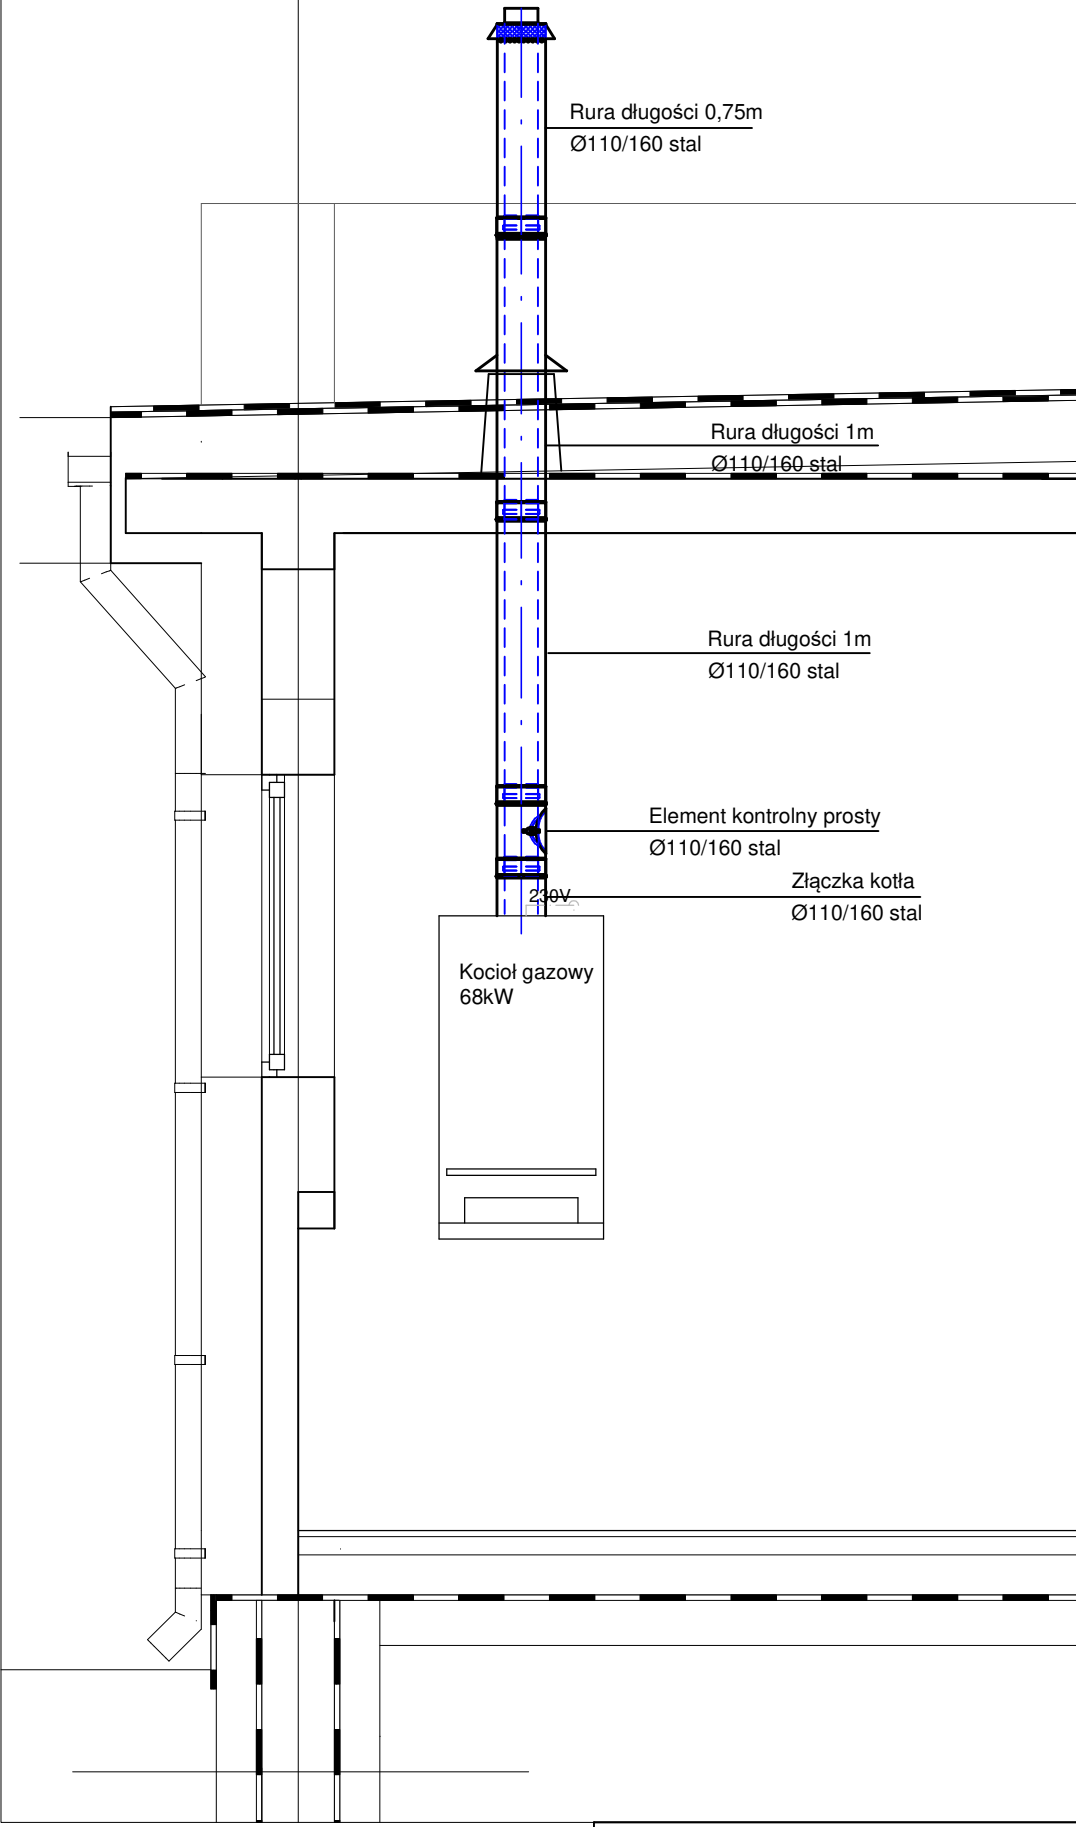 Rura długości 0,75m
Ø110/160 stal
Rura długości 1m
Ø110/160 stal
Rura długości 1m
Ø110/160 stal
Element kontrolny prosty
Ø110/160 stal
Złączka kotła
Ø110/160 stal
230V
Kocioł gazowy
68kW